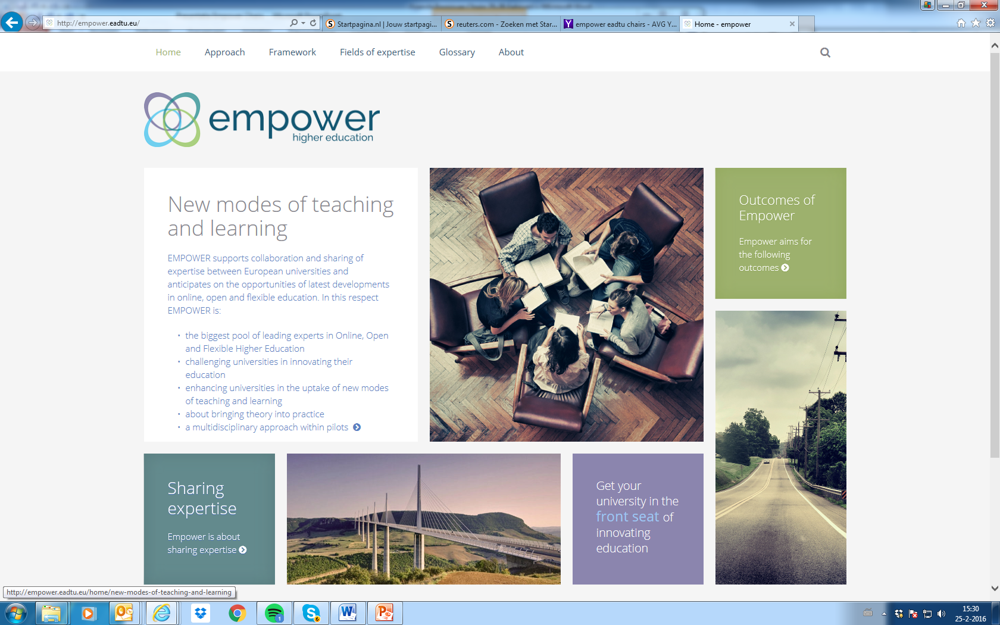 http://empower.eadtu.eu/
Startpagina.nl | Jouw startpagi...
reuters.com - Zoeken met Star...
empower eadtu chairs - AVG Y...
Home - empower
Home
Approach
Framework
Fields of expertise
Glossary
About
empower
higher education
New modes of teaching
and learning
EMPOWER supports collaboration and sharing of
expertise between European universities and
anticipates on the opportunities of latest developments
in online, open and flexible education. In this respect
EMPOWER is:
• the biggest pool of leading experts in Online, Open
and Flexible Higher Education
• challenging universities in innovating their
education
• enhancing universities in the uptake of new modes
of teaching and learning
• about bringing theory into practice
• a multidisciplinary approach within pilots
Outcomes of
Empower
Empower aims for
the following
outcomes
Sharing
expertise
Empower is about
sharing expertise
Get your
university in the
front seat of
innovating
education
http://empower.eadtu.eu/home/new-modes-of-teaching-and-learning
1
6
15:30
25-2-2016